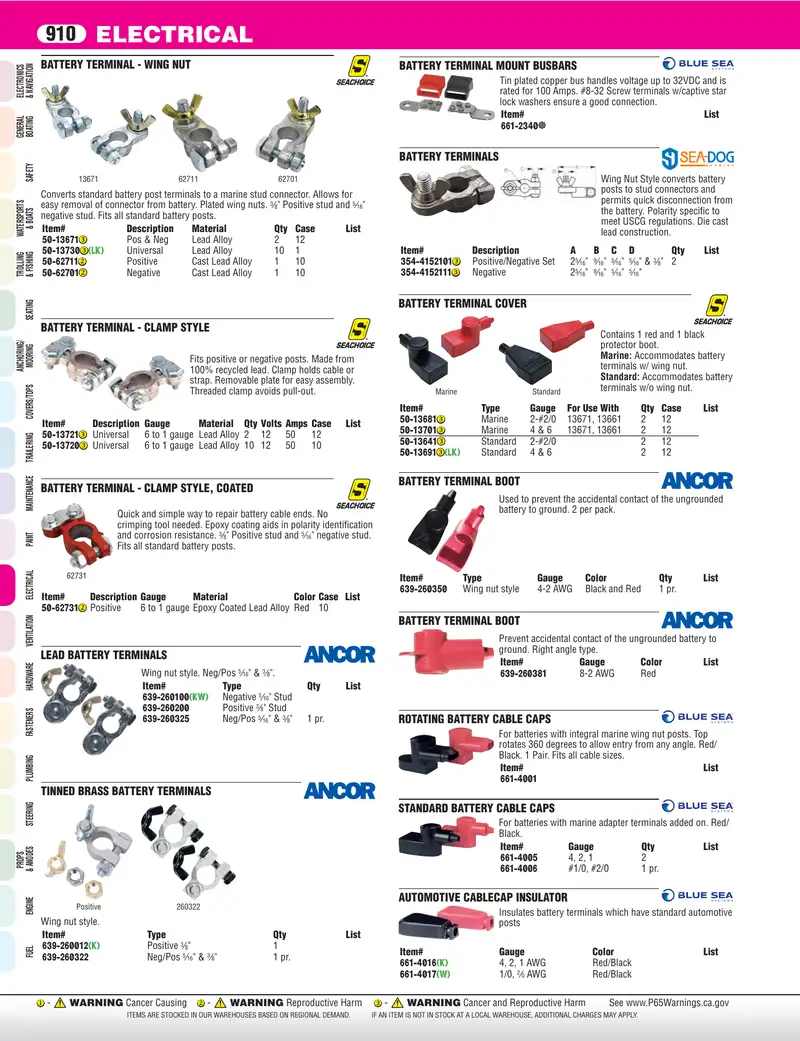 910 ELECTRICAL
ELECTRONICS & NAVIGATION
GENERAL BOATING
SAFETY
WATERSPORTS & BOATS
TROLLING & FISHING
SEATING
ANCHORING/ MOORING
COVERS/TOPS
TRAILERING
MAINTENANCE
PAINT
ELECTRICAL
VENTILATION
HARDWARE
FASTENERS
PLUMBING
STEERING
PROPS & ANODES
ENGINE
FUEL
BATTERY TERMINAL - WING NUT
SEACHOICE
13671 62711 62701
Converts standard battery post terminals to a marine stud connector. Allows for
easy removal of connector from battery. Plated wing nuts. 3/8" Positive stud and 5/16"
negative stud. Fits all standard battery posts.
Item# Description Material Qty Case List
50-13671 3 Pos & Neg Lead Alloy 2 12
50-13730 3 (LK) Universal Lead Alloy 10 1
50-62711 2 Positive Cast Lead Alloy 1 10
50-62701 2 Negative Cast Lead Alloy 1 10
BATTERY TERMINAL - CLAMP STYLE
SEACHOICE
Fits positive or negative posts. Made from
100% recycled lead. Clamp holds cable or
strap. Removable plate for easy assembly.
Threaded clamp avoids pull-out.
Item# Description Gauge Material Qty Volts Amps Case List
50-13721 3 Universal 6 to 1 gauge Lead Alloy 2 12 50 12
50-13720 3 Universal 6 to 1 gauge Lead Alloy 10 12 50 10
BATTERY TERMINAL - CLAMP STYLE, COATED
SEACHOICE
Quick and simple way to repair battery cable ends. No
crimping tool needed. Epoxy coating aids in polarity identification
and corrosion resistance. 3/8" Positive stud and 5/16" negative stud.
Fits all standard battery posts.
62731
Item# Description Gauge Material Color Case List
50-62731 2 Positive 6 to 1 gauge Epoxy Coated Lead Alloy Red 10
LEAD BATTERY TERMINALS
ANCOR
Wing nut style. Neg/Pos 5/16" & 3/8".
Item# Type Qty List
639-260100(KW) Negative 5/16" Stud
639-260200 Positive 3/8" Stud
639-260325 Neg/Pos 5/16" & 3/8" 1 pr.
TINNED BRASS BATTERY TERMINALS
ANCOR
Positive 260322
Wing nut style.
Item# Type Qty List
639-260012(K) Positive 3/8" 1
639-260322 Neg/Pos 5/16" & 3/8" 1 pr.
BATTERY TERMINAL MOUNT BUSBARS
BLUE SEA SYSTEMS
Tin plated copper bus handles voltage up to 32VDC and is
rated for 100 Amps. #8-32 Screw terminals w/captive star
lock washers ensure a good connection.
Item# List
661-2340
BATTERY TERMINALS
SEA-DOG
Wing Nut Style converts battery
posts to stud connectors and
permits quick disconnection from
the battery. Polarity specific to
meet USCG regulations. Die cast
lead construction.
Item# Description A B C D Qty List
354-4152101 3 Positive/Negative Set 2 5/16" 9/16" 5/16" 5/16" & 3/8" 2
354-4152111 3 Negative 2 5/16" 9/16" 5/16" 5/16"
BATTERY TERMINAL COVER
SEACHOICE
Contains 1 red and 1 black
protector boot.
Marine: Accommodates battery
terminals w/ wing nut.
Standard: Accommodates battery
terminals w/o wing nut.
Marine Standard
Item# Type Gauge For Use With Qty Case List
50-13681 3 Marine 2-#2/0 13671, 13661 2 12
50-13701 3 Marine 4 & 6 13671, 13661 2 12
50-13641 3 Standard 2-#2/0 2 12
50-13691 3 (LK) Standard 4 & 6 2 12
BATTERY TERMINAL BOOT
ANCOR
Used to prevent the accidental contact of the ungrounded
battery to ground. 2 per pack.
Item# Type Gauge Color Qty List
639-260350 Wing nut style 4-2 AWG Black and Red 1 pr.
BATTERY TERMINAL BOOT
ANCOR
Prevent accidental contact of the ungrounded battery to
ground. Right angle type.
Item# Gauge Color List
639-260381 8-2 AWG Red
ROTATING BATTERY CABLE CAPS
BLUE SEA SYSTEMS
For batteries with integral marine wing nut posts. Top
rotates 360 degrees to allow entry from any angle. Red/
Black. 1 Pair. Fits all cable sizes.
Item# List
661-4001
STANDARD BATTERY CABLE CAPS
BLUE SEA SYSTEMS
For batteries with marine adapter terminals added on. Red/
Black.
Item# Gauge Qty List
661-4005 4, 2, 1 2
661-4006 #1/0, #2/0 1 pr.
AUTOMOTIVE CABLECAP INSULATOR
BLUE SEA SYSTEMS
Insulates battery terminals which have standard automotive
posts
Item# Gauge Color List
661-4016(K) 4, 2, 1 AWG Red/Black
661-4017(W) 1/0, 2/0 AWG Red/Black
1 - WARNING Cancer Causing 2 - WARNING Reproductive Harm 3 - WARNING Cancer and Reproductive Harm See www.P65Warnings.ca.gov
ITEMS ARE STOCKED IN OUR WAREHOUSES BASED ON REGIONAL DEMAND. IF AN ITEM IS NOT IN STOCK AT A LOCAL WAREHOUSE, ADDITIONAL CHARGES MAY APPLY.